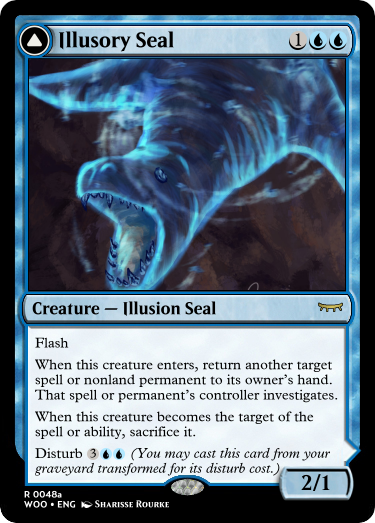 Illusory Seal 1
Creature — Illusion Seal
Flash
When this creature enters, return another target
spell or nonland permanent to its owner's hand.
That spell or permanent's controller investigates.
When this creature becomes the target of the
spell or ability, sacrifice it.
Disturb 3 (You may cast this card from your
graveyard transformed for its disturb cost.)
2/1
R 0048a
WOO • ENG Sharisse Rourke